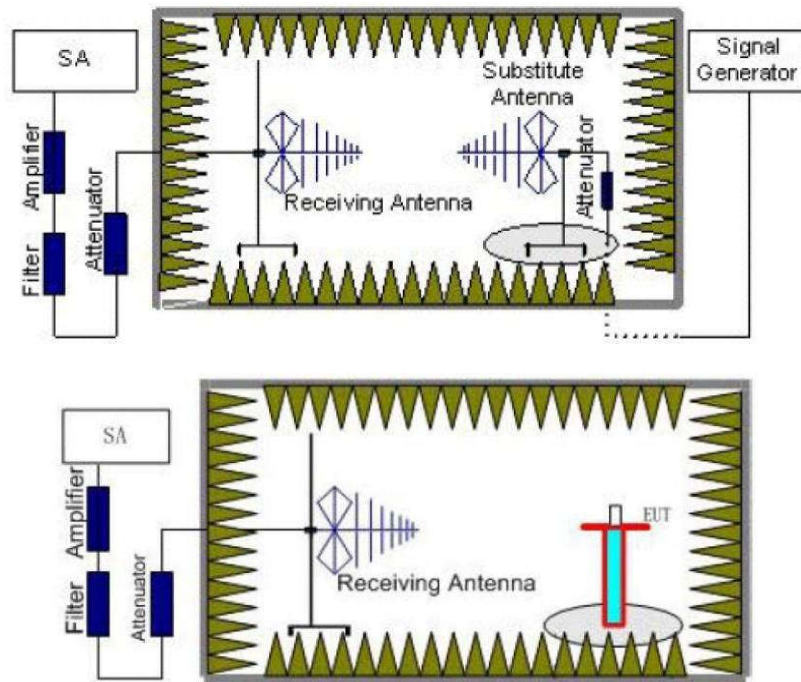 SA
Amplifier
Filter
Attenuator
Receiving Antenna
Substitute
Antenna
Attenuator
Signal
Generator
SA
Amplifier
Filter
Attenuator
Receiving Antenna
EUT